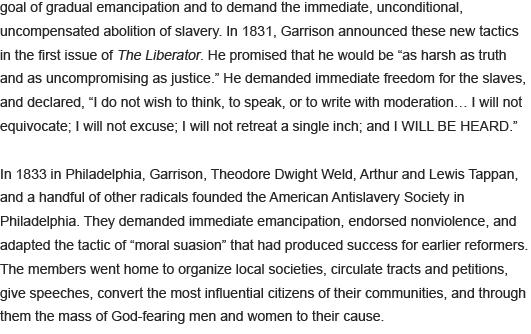 goal of gradual emancipation and to demand the immediate, unconditional,
uncompensated abolition of slavery. In 1831, Garrison announced these new tactics
in the first issue of The Liberator. He promised that he would be “as harsh as truth
and as uncompromising as justice.” He demanded immediate freedom for the slaves,
and declared, “I do not wish to think, to speak, or to write with moderation… I will not
equivocate; I will not excuse; I will not retreat a single inch; and I WILL BE HEARD.”
In 1833 in Philadelphia, Garrison, Theodore Dwight Weld, Arthur and Lewis Tappan,
and a handful of other radicals founded the American Antislavery Society in
Philadelphia. They demanded immediate emancipation, endorsed nonviolence, and
adapted the tactic of “moral suasion” that had produced success for earlier reformers.
The members went home to organize local societies, circulate tracts and petitions,
give speeches, convert the most influential citizens of their communities, and through
them the mass of God-fearing men and women to their cause.